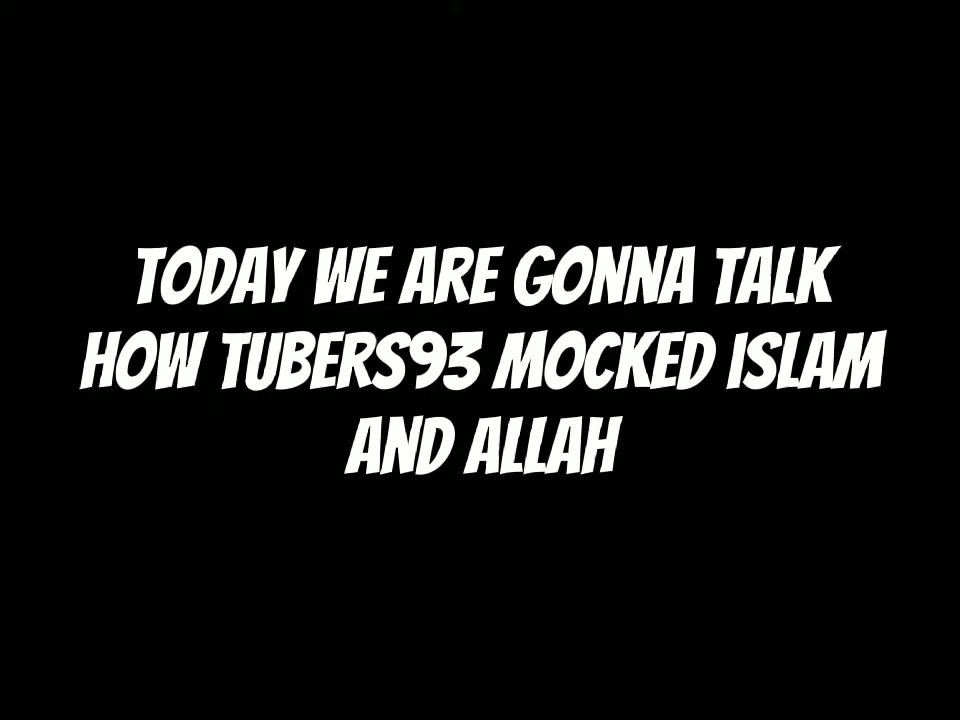 TODAY WE ARE GONNA TALK
HOW TUBERS93 MOCKED ISLAM
AND ALLAH